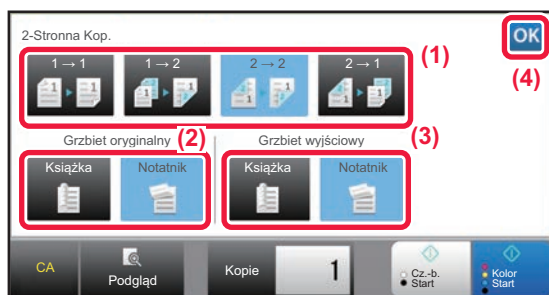 2-Stronna Kop.
OK
(1)
(4)
1 → 1
1 → 2
2 → 2
2 → 1
Grzbiet oryginalny
(2)
Grzbiet wyjściowy
(3)
Książka
Notatnik
Książka
Notatnik
CA
Podgląd
Kopie
1
Cz.-b.
Start
Kolor
Start